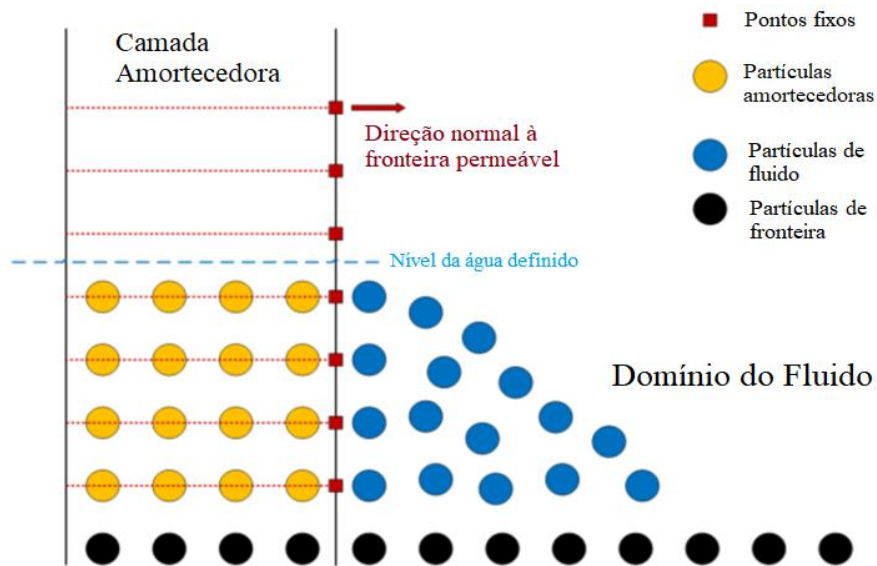 Camada
Amortecedora
Direção normal à
fronteira permeável
Nível da água definido
Domínio do Fluido
Pontos fixos
Partículas
amortecedoras
Partículas de
fluido
Partículas de
fronteira